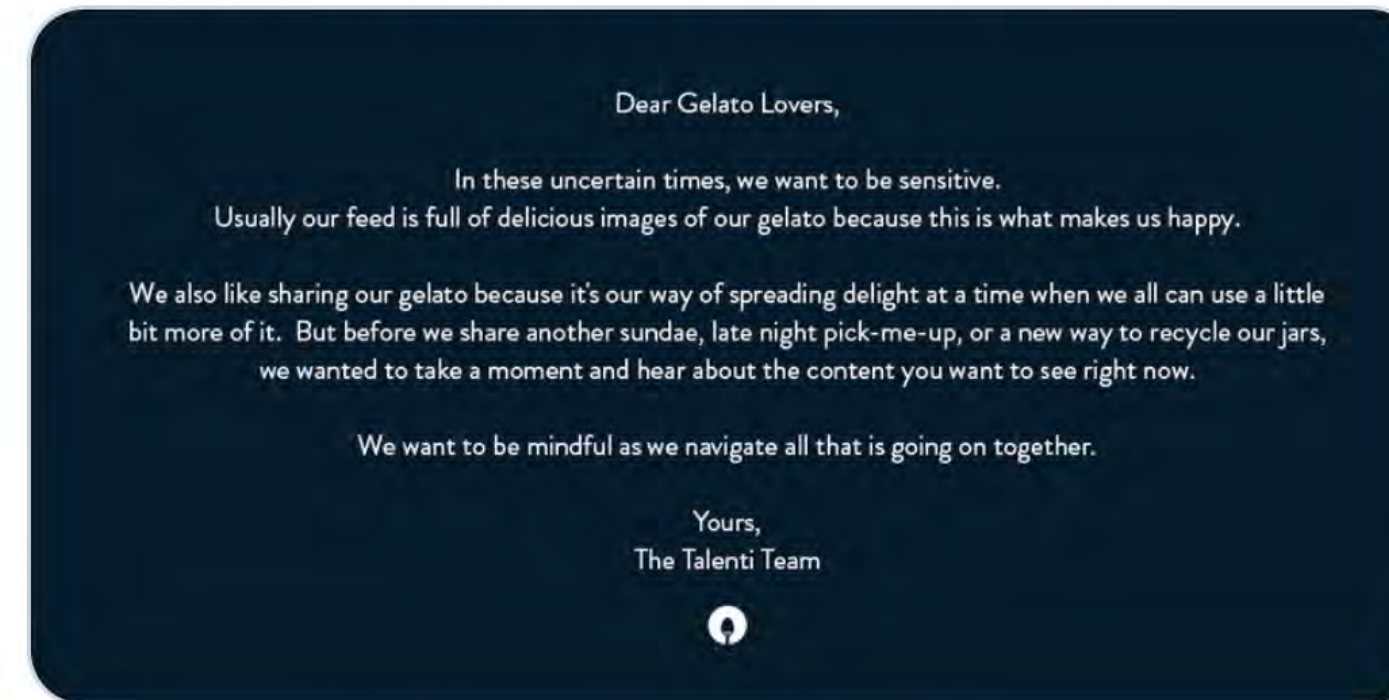 Dear Gelato Lovers,
In these uncertain times, we want to be sensitive.
Usually our feed is full of delicious images of our gelato because this is what makes us happy.
We also like sharing our gelato because it's our way of spreading delight at a time when we all can use a little
bit more of it.  But before we share another sundae, late night pick-me-up, or a new way to recycle our jars,
we wanted to take a moment and hear about the content you want to see right now.
We want to be mindful as we navigate all that is going on together.
Yours,
The Talenti Team